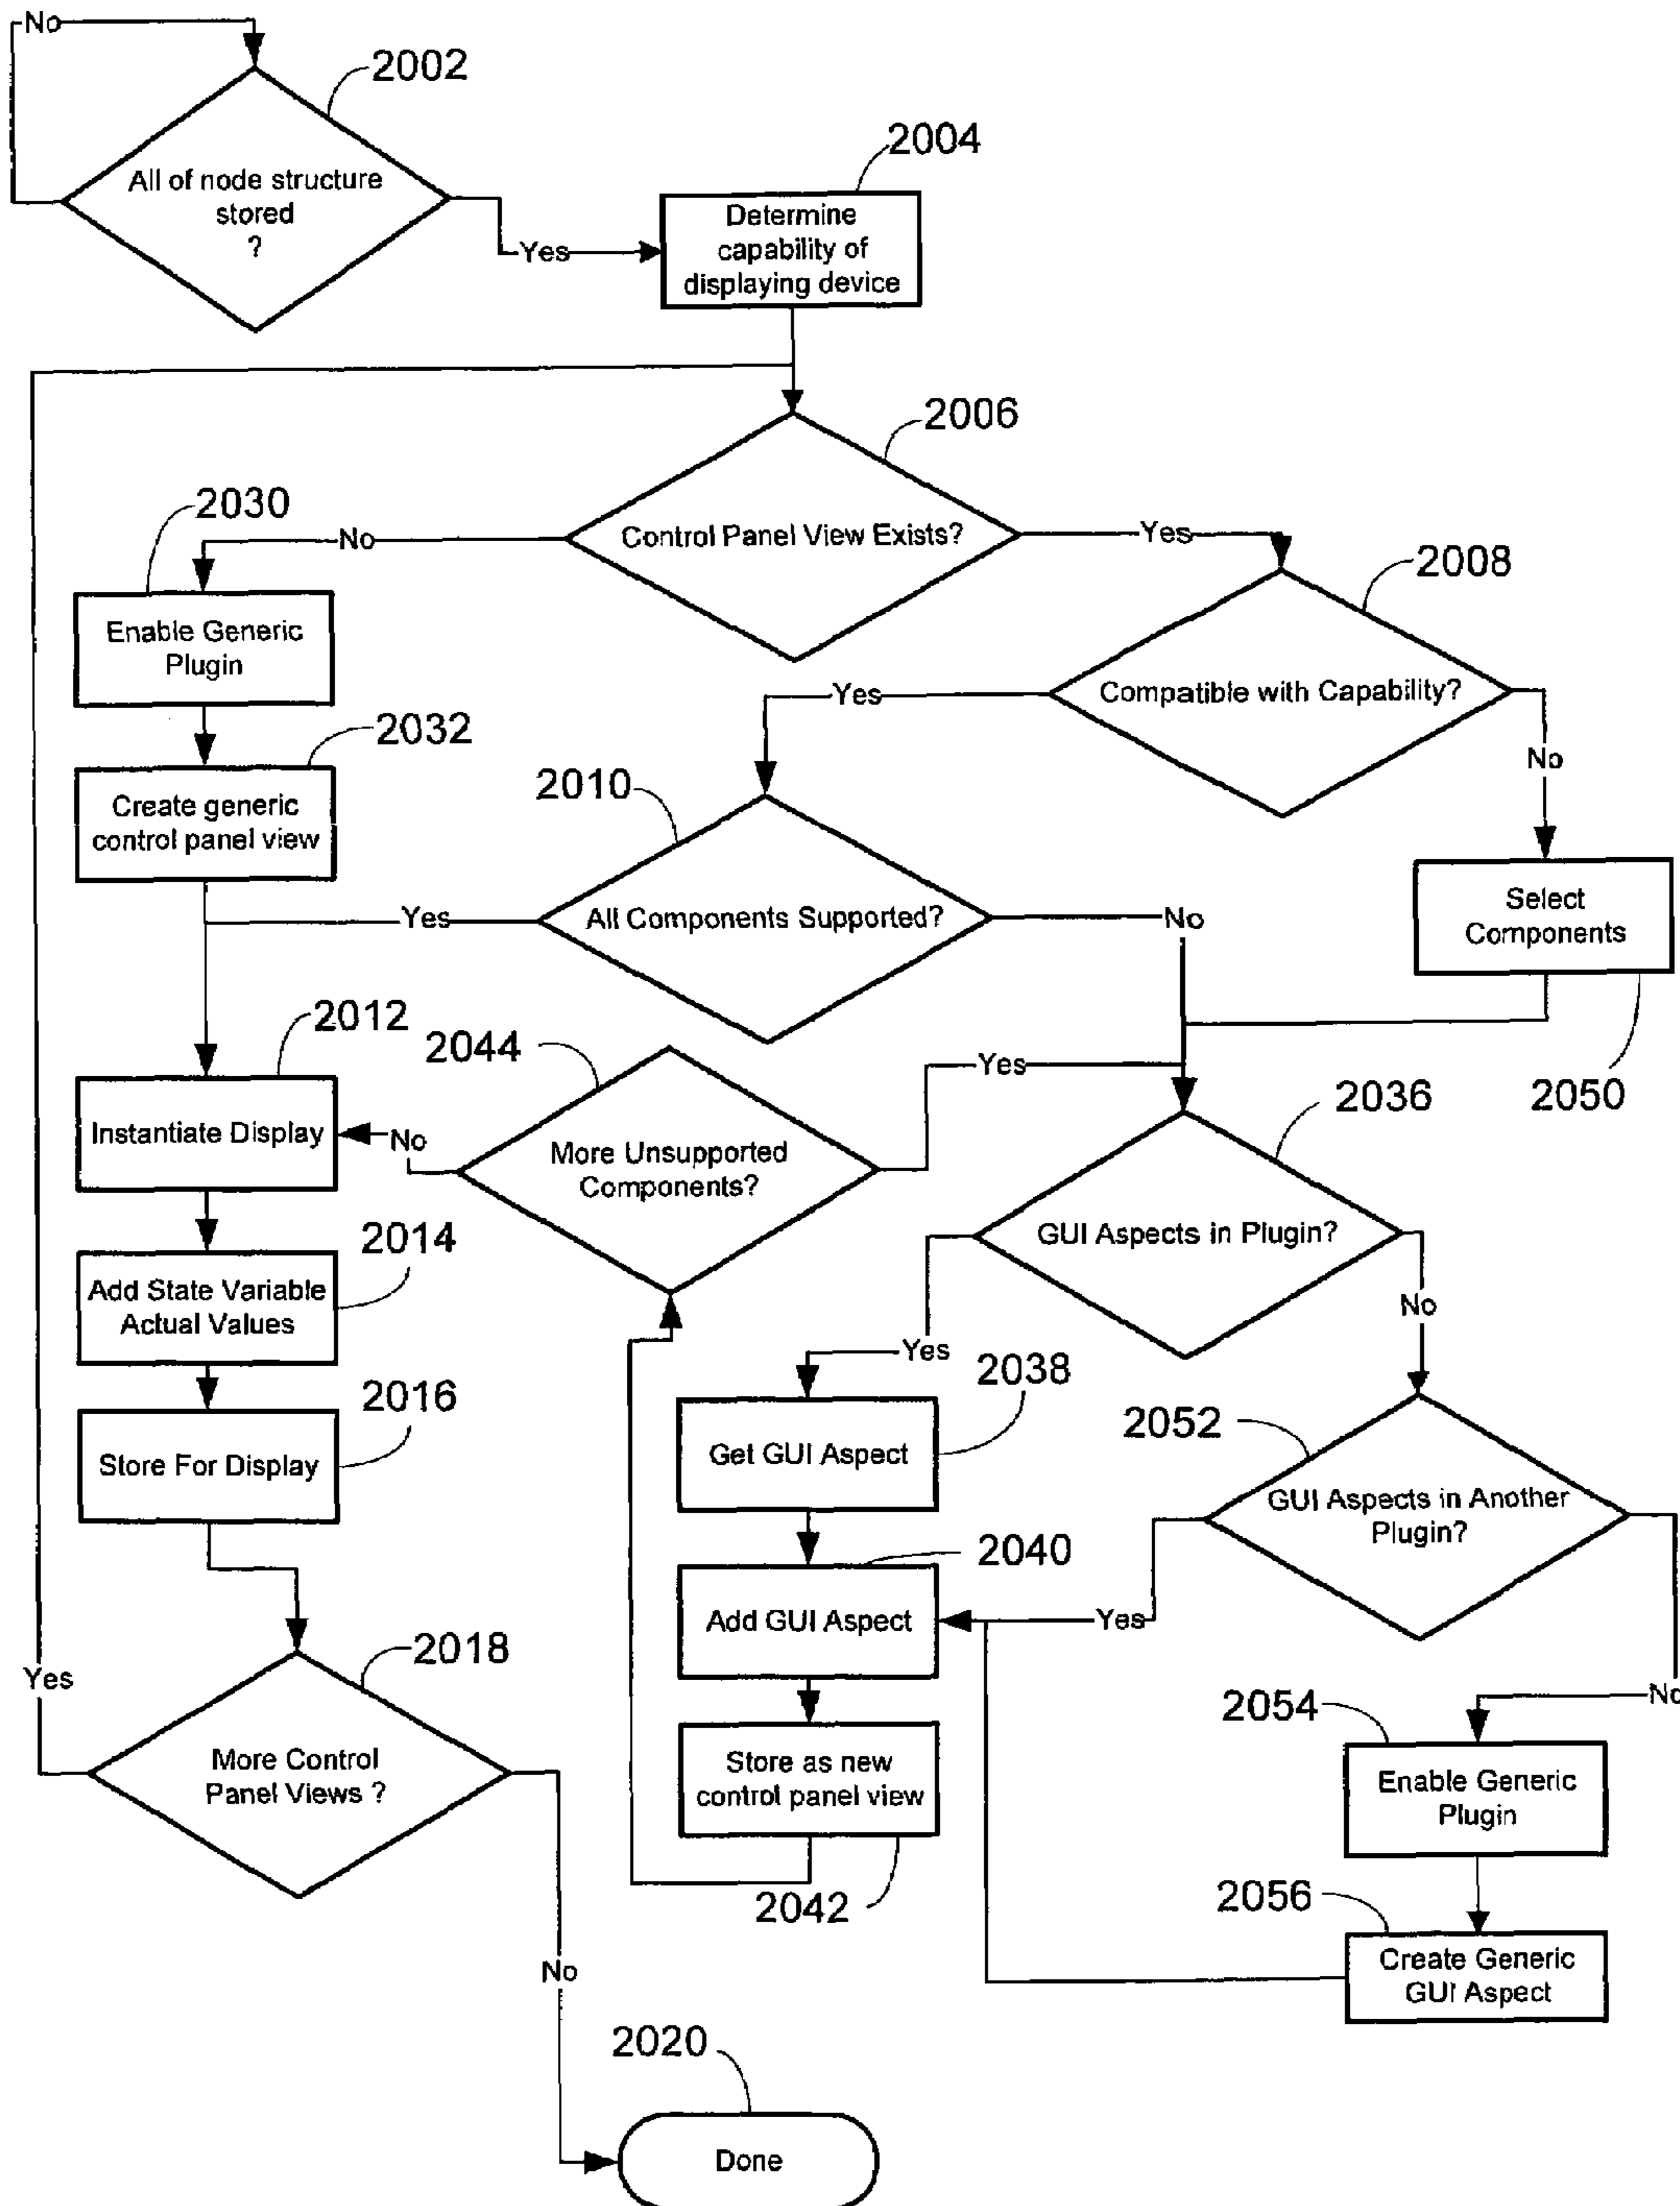 No
2002
All of node structure
stored
?
Yes
2004
Determine
capability of
displaying device
2006
Control Panel View Exists?
No
Yes
2030
Enable Generic
Plugin
2008
Compatible with Capability?
Yes
No
2032
Create generic
control panel view
2010
All Components Supported?
Yes
No
Select
Components
2050
2012
Instantiate Display
2044
More Unsupported
Components?
Yes
No
2036
GUI Aspects in Plugin?
Yes
No
2014
Add State Variable
Actual Values
2016
Store For Display
2038
Get GUI Aspect
2052
GUI Aspects in Another
Plugin?
Yes
No
2040
Add GUI Aspect
2018
More Control
Panel Views ?
Yes
No
Store as new
control panel view
2042
2054
Enable Generic
Plugin
2056
Create Generic
GUI Aspect
2020
Done